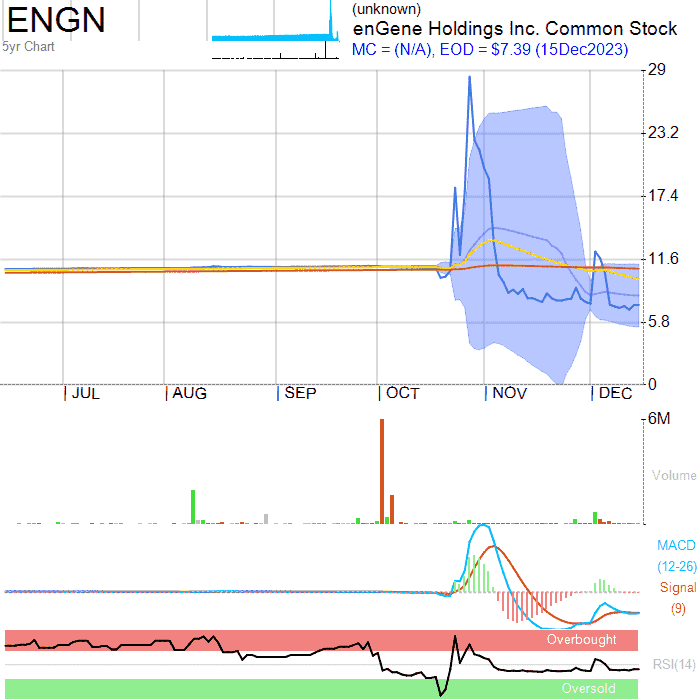 ENGN
5yr Chart
(unknown)
enGene Holdings Inc. Common Stock
MC = (N/A), EOD = $7.39 (15Dec2023)
29
23.2
17.4
11.6
5.8
0
JUL AUG SEP OCT NOV DEC
6M
Volume
MACD
(12-26)
Signal
(9)
Overbought
RSI(14)
Oversold